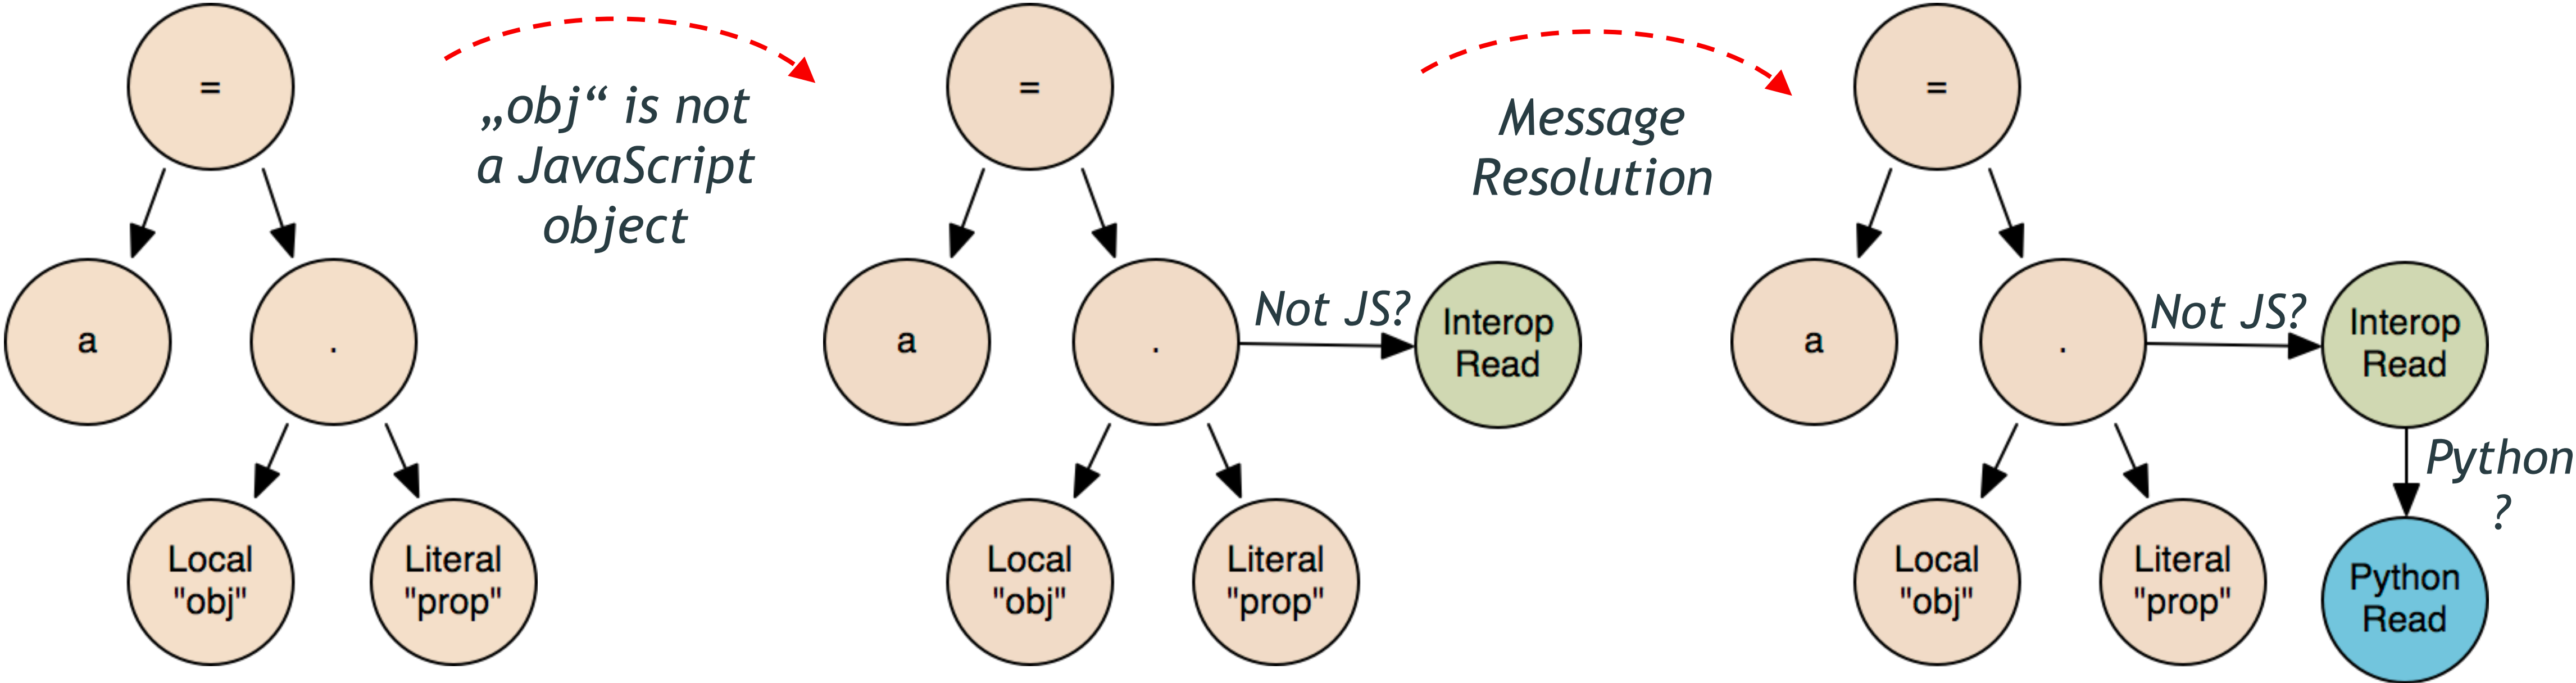 =
a
.
Local
"obj"
Literal
"prop"
„obj“ is not
a JavaScript
object
=
a
.
Not JS?
Interop
Read
Local
"obj"
Literal
"prop"
Message
Resolution
=
a
.
Not JS?
Interop
Read
Python
?
Local
"obj"
Literal
"prop"
Python
Read